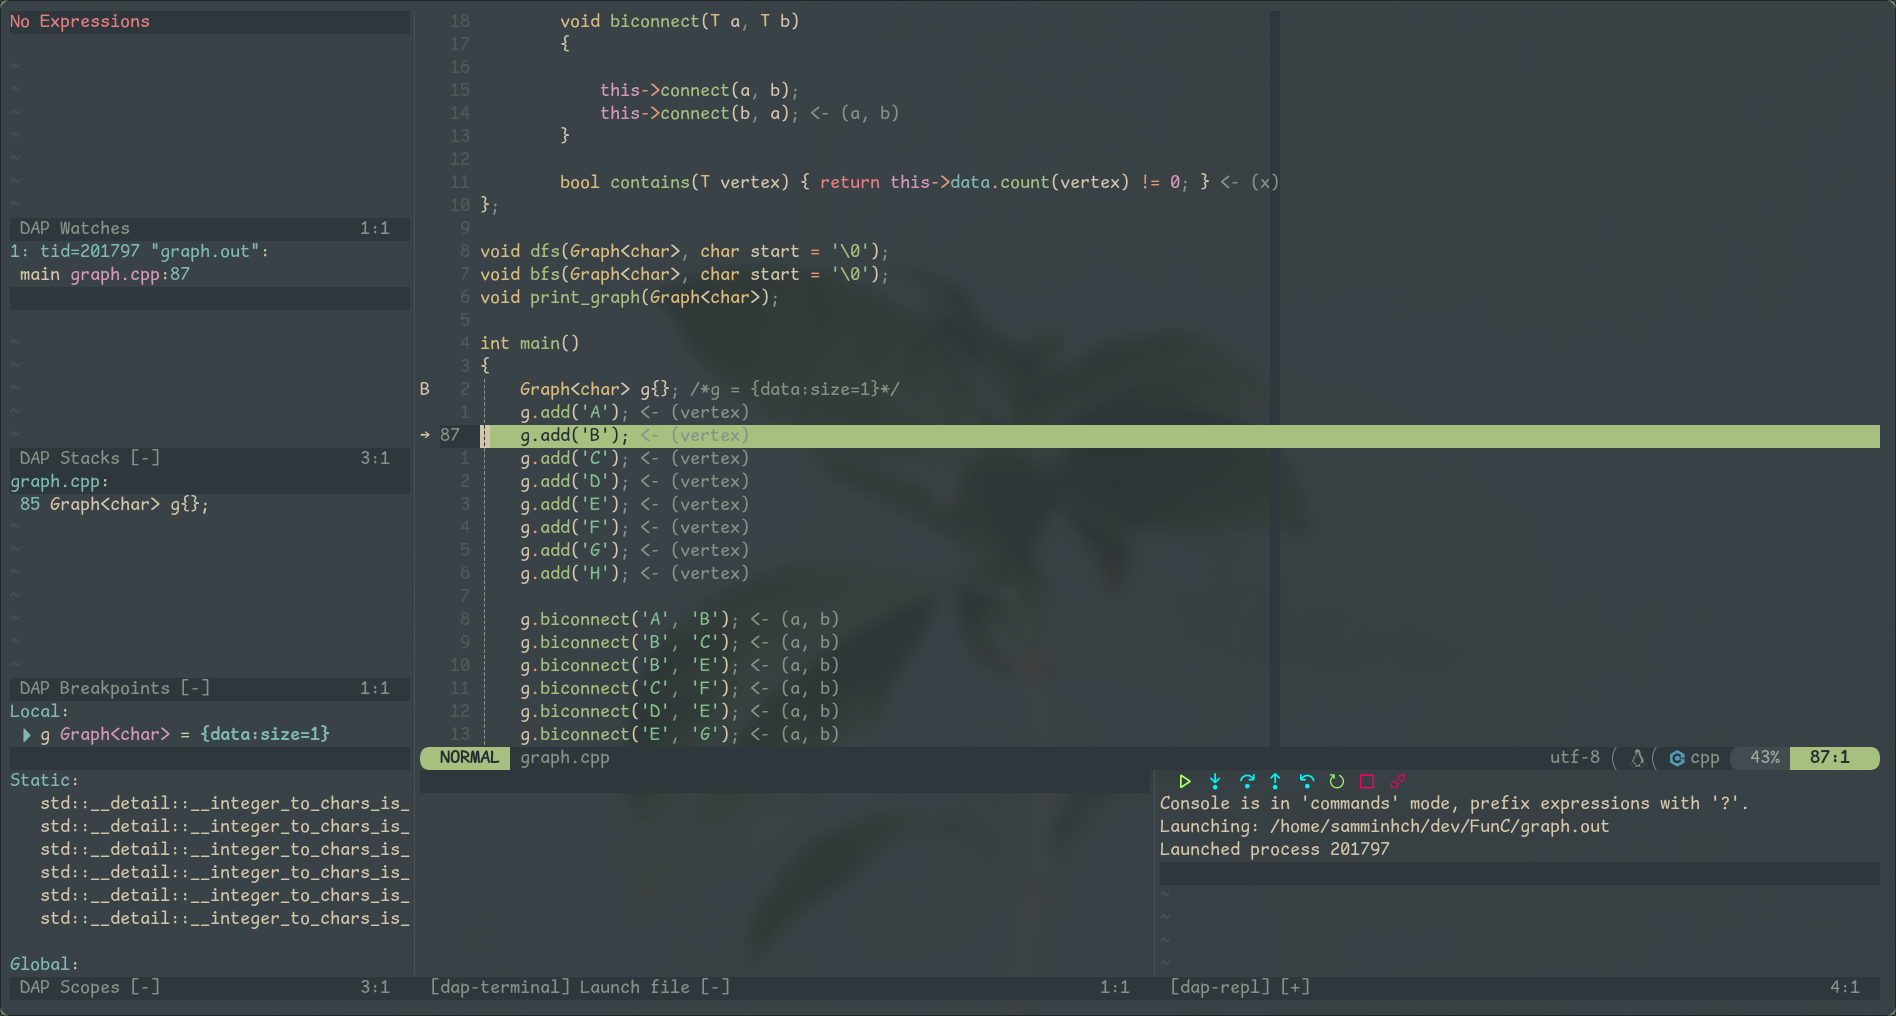 No Expressions
~
~
~
~
~
~
~
DAP Watches 1:1
1: tid=201797 "graph.out":
main graph.cpp:87
~
~
~
~
~
DAP Stacks [-] 3:1
graph.cpp:
85 Graph<char> g{};
~
~
~
~
~
~
~
DAP Breakpoints [-] 1:1
Local:
▶ g Graph<char> = {data:size=1}
Static:
std::__detail::__integer_to_chars_is_
std::__detail::__integer_to_chars_is_
std::__detail::__integer_to_chars_is_
std::__detail::__integer_to_chars_is_
std::__detail::__integer_to_chars_is_
std::__detail::__integer_to_chars_is_
Global:
DAP Scopes [-] 3:1
18 void biconnect(T a, T b)
17 {
16
15 this->connect(a, b);
14 this->connect(b, a); <- (a, b)
13 }
12
11 bool contains(T vertex) { return this->data.count(vertex) != 0; } <- (x)
10 };
9
8 void dfs(Graph<char>, char start = '\0');
7 void bfs(Graph<char>, char start = '\0');
6 void print_graph(Graph<char>);
5
4 int main()
3 {
B 2 Graph<char> g{}; /*g = {data:size=1}*/
1 g.add('A'); <- (vertex)
→ 87 g.add('B'); <- (vertex)
1 g.add('C'); <- (vertex)
2 g.add('D'); <- (vertex)
3 g.add('E'); <- (vertex)
4 g.add('F'); <- (vertex)
5 g.add('G'); <- (vertex)
6 g.add('H'); <- (vertex)
7
8 g.biconnect('A', 'B'); <- (a, b)
9 g.biconnect('B', 'C'); <- (a, b)
10 g.biconnect('B', 'E'); <- (a, b)
11 g.biconnect('C', 'F'); <- (a, b)
12 g.biconnect('D', 'E'); <- (a, b)
13 g.biconnect('E', 'G'); <- (a, b)
NORMAL graph.cpp utf-8 ( ( cpp 43% 87:1
[dap-terminal] Launch file [-] 1:1
Console is in 'commands' mode, prefix expressions with '?'.
Launching: /home/samminhch/dev/FunC/graph.out
Launched process 201797
~
~
~
~
[dap-repl] [+] 4:1